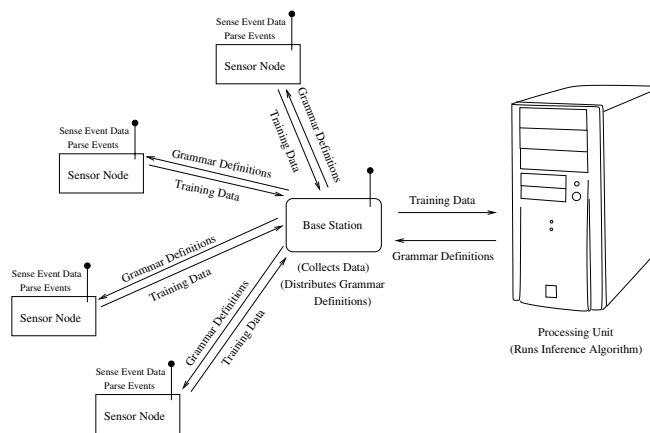 Sense Event Data
Parse Events
Sensor Node
Training Data
Grammar Definitions
Sense Event Data
Parse Events
Sensor Node
Grammar Definitions
Training Data
Base Station
(Collects Data)
(Distributes Grammar
Definitions)
Training Data
Grammar Definitions
Processing Unit
(Runs Inference Algorithm)
Sense Event Data
Parse Events
Sensor Node
Grammar Definitions
Training Data
Sense Event Data
Parse Events
Sensor Node
Grammar Definitions
Training Data